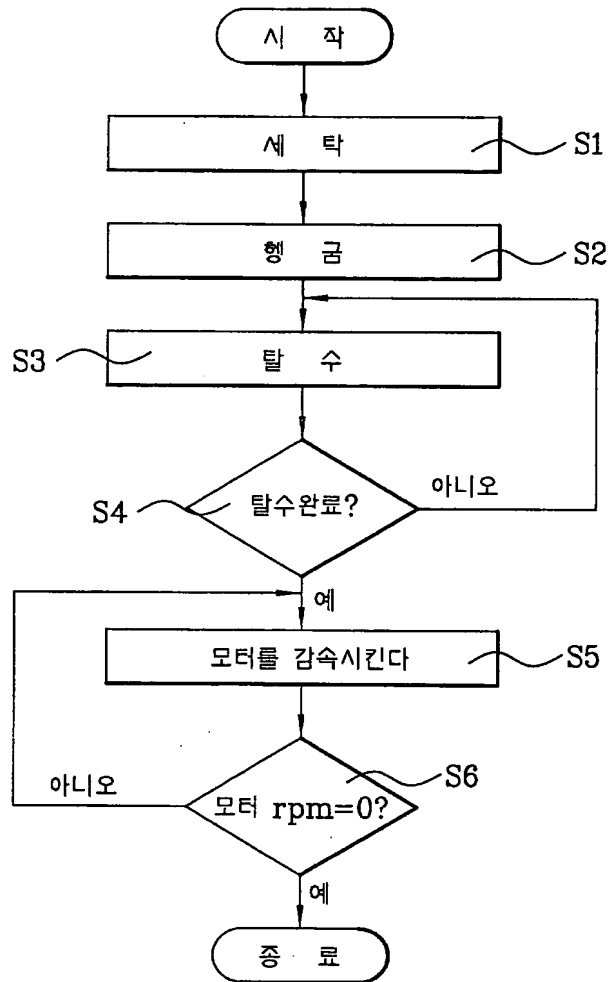 시 작
세 탁 S1
헹 굼 S2
S3 탈 수
S4 탈수완료? 아니오
예
모터를 감속시킨다 S5
아니오 S6
모터 rpm=0?
예
종 료